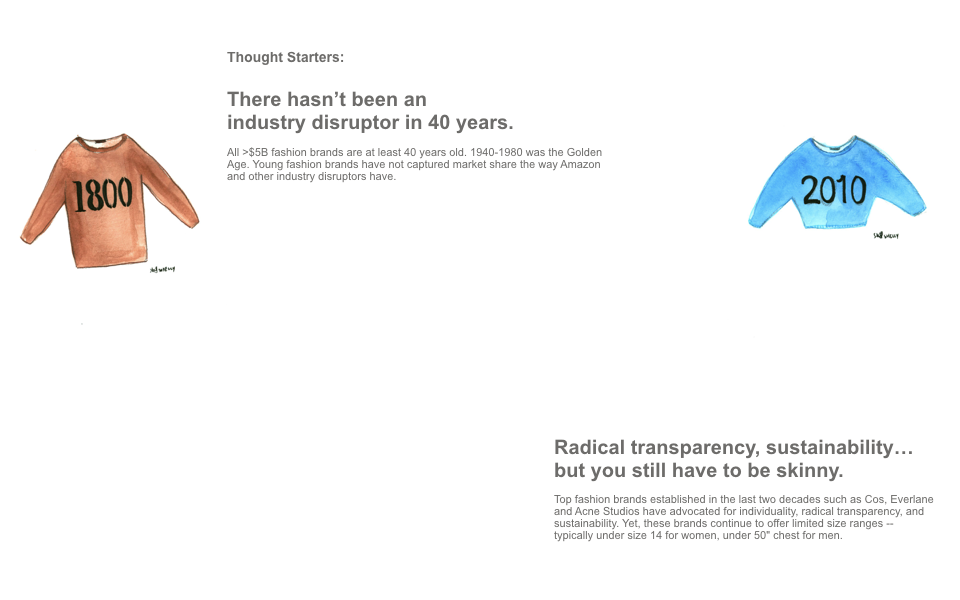 Thought Starters:
There hasn’t been an
industry disruptor in 40 years.
All >$5B fashion brands are at least 40 years old. 1940-1980 was the Golden
Age. Young fashion brands have not captured market share the way Amazon
and other industry disruptors have.
1800
2010
Radical transparency, sustainability…
but you still have to be skinny.
Top fashion brands established in the last two decades such as Cos, Everlane
and Acne Studios have advocated for individuality, radical transparency, and
sustainability. Yet, these brands continue to offer limited size ranges --
typically under size 14 for women, under 50" chest for men.